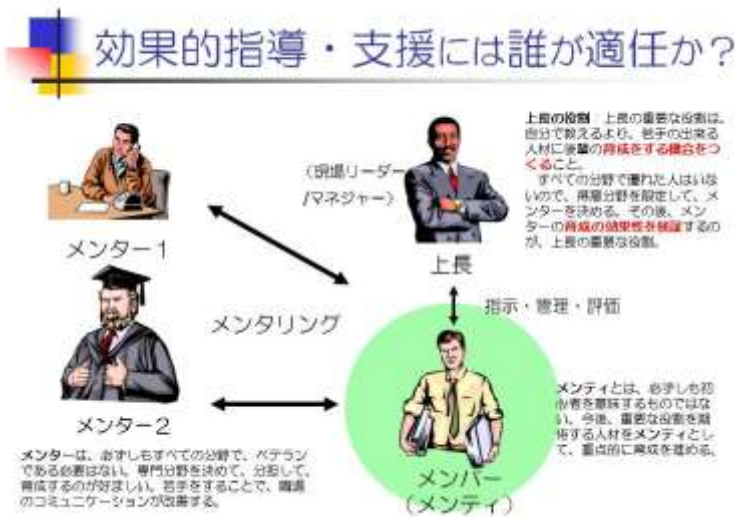 効果的指導・支援には誰が適任か？
上長の役割　上長の重要な役割は、
自分で教えるより、若手の出来る
人材に後輩の育成をする機会をつ
くること。
すべての分野で優れた人はいな
いので、得意分野を設定して、メ
ンターを決める。その後、メン
ターの育成の効果性を検証するの
が、上長の重要な役割。
（現場リーダー
/マネジャー）
上長
メンター１
指示・管理・評価
メンタリング
メンター２
メンターは、必ずしもすべての分野で、ベテラン
である必要はない。専門分野を決めて、分担して、
育成するのが好ましい。若手をすることで、職場
のコミュニケーションが改善する。
メンティとは、必ずしも初
心者を意味するものではな
い。今後、重要な役割を期
待する人材をメンティとし
て、重点的に育成を進める。
メンバー
（メンティ）